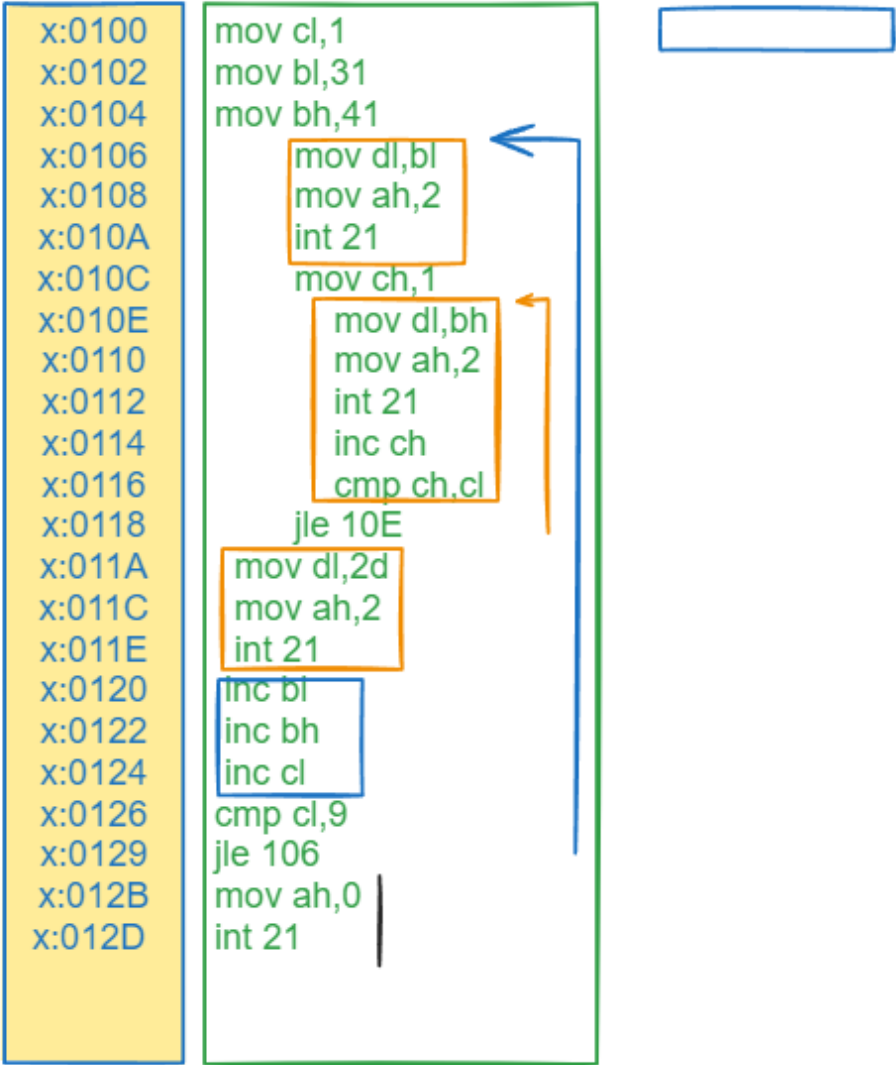 x:0100 mov cl,1
x:0102 mov bl,31
x:0104 mov bh,41
x:0106 mov dl,bl
x:0108 mov ah,2
x:010A int 21
x:010C mov ch,1
x:010E mov dl,bh
x:0110 mov ah,2
x:0112 int 21
x:0114 inc ch
x:0116 cmp ch,cl
x:0118 jle 10E
x:011A mov dl,2d
x:011C mov ah,2
x:011E int 21
x:0120 inc bl
x:0122 inc bh
x:0124 inc cl
x:0126 cmp cl,9
x:0129 jle 106
x:012B mov ah,0
x:012D int 21